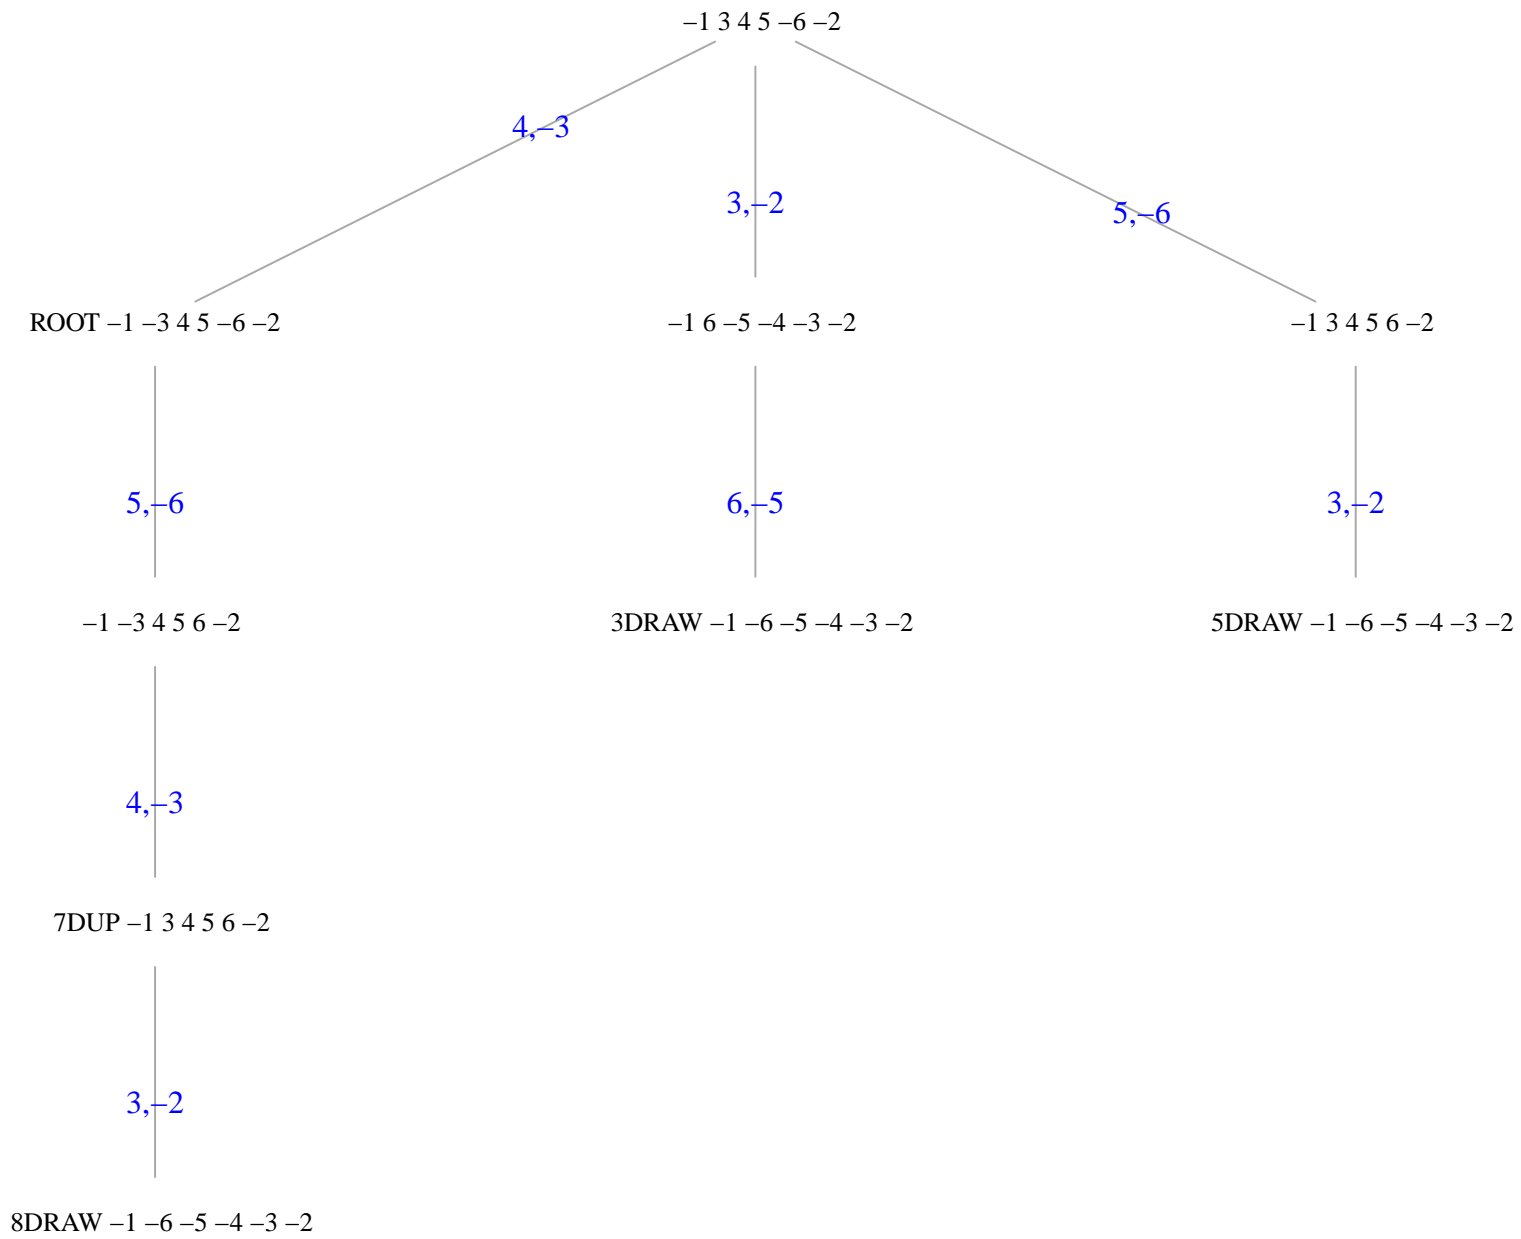 –1 3 4 5 –6 –2
4,–3
3,–2
5,–6
ROOT –1 –3 4 5 –6 –2
–1 6 –5 –4 –3 –2
–1 3 4 5 6 –2
5,–6
6,–5
3,–2
–1 –3 4 5 6 –2
3DRAW –1 –6 –5 –4 –3 –2
5DRAW –1 –6 –5 –4 –3 –2
4,–3
7DUP –1 3 4 5 6 –2
3,–2
8DRAW –1 –6 –5 –4 –3 –2